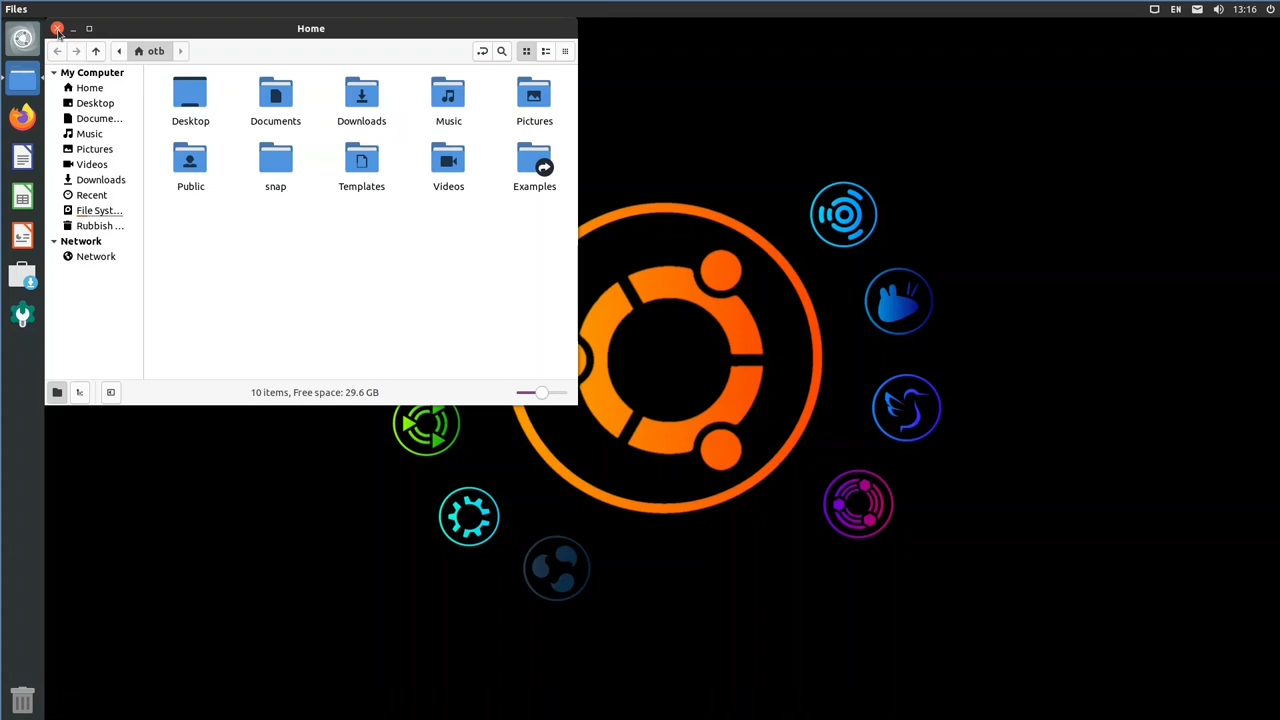 Files
EN
13:16
Home
otb
My Computer
Home
Desktop
Docume...
Music
Pictures
Videos
Downloads
Recent
File Syst...
Rubbish ...
Network
Network
Desktop
Documents
Downloads
Music
Pictures
Public
snap
Templates
Videos
Examples
10 items, Free space: 29.6 GB